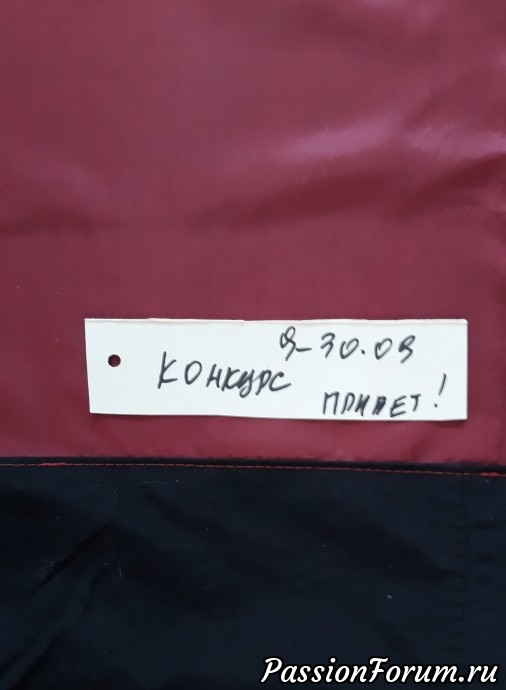 9-30.09
Конкурс
ПРИВЕТ!
PassionForum.ru